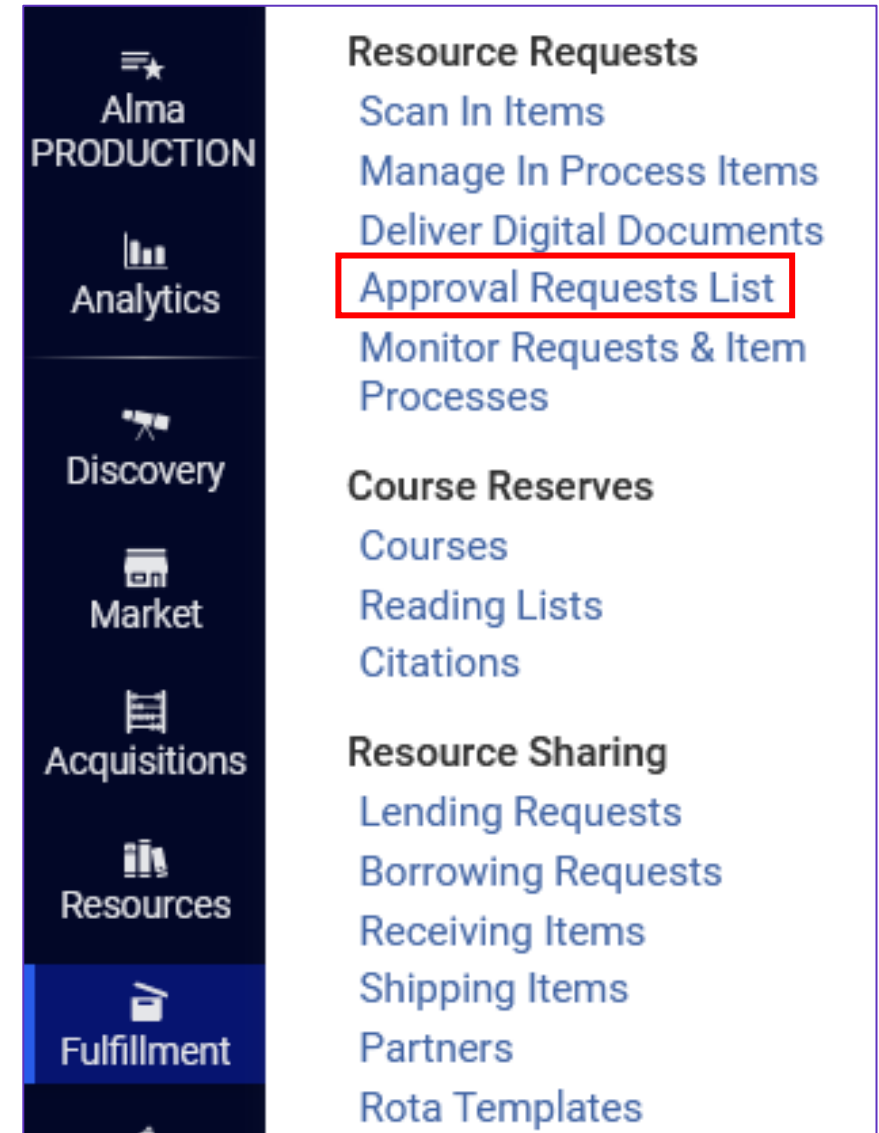 Alma
PRODUCTION
Analytics
Discovery
Market
Acquisitions
Resources
Fulfillment
Resource Requests
Scan In Items
Manage In Process Items
Deliver Digital Documents
Approval Requests List
Monitor Requests & Item
Processes
Course Reserves
Courses
Reading Lists
Citations
Resource Sharing
Lending Requests
Borrowing Requests
Receiving Items
Shipping Items
Partners
Rota Templates